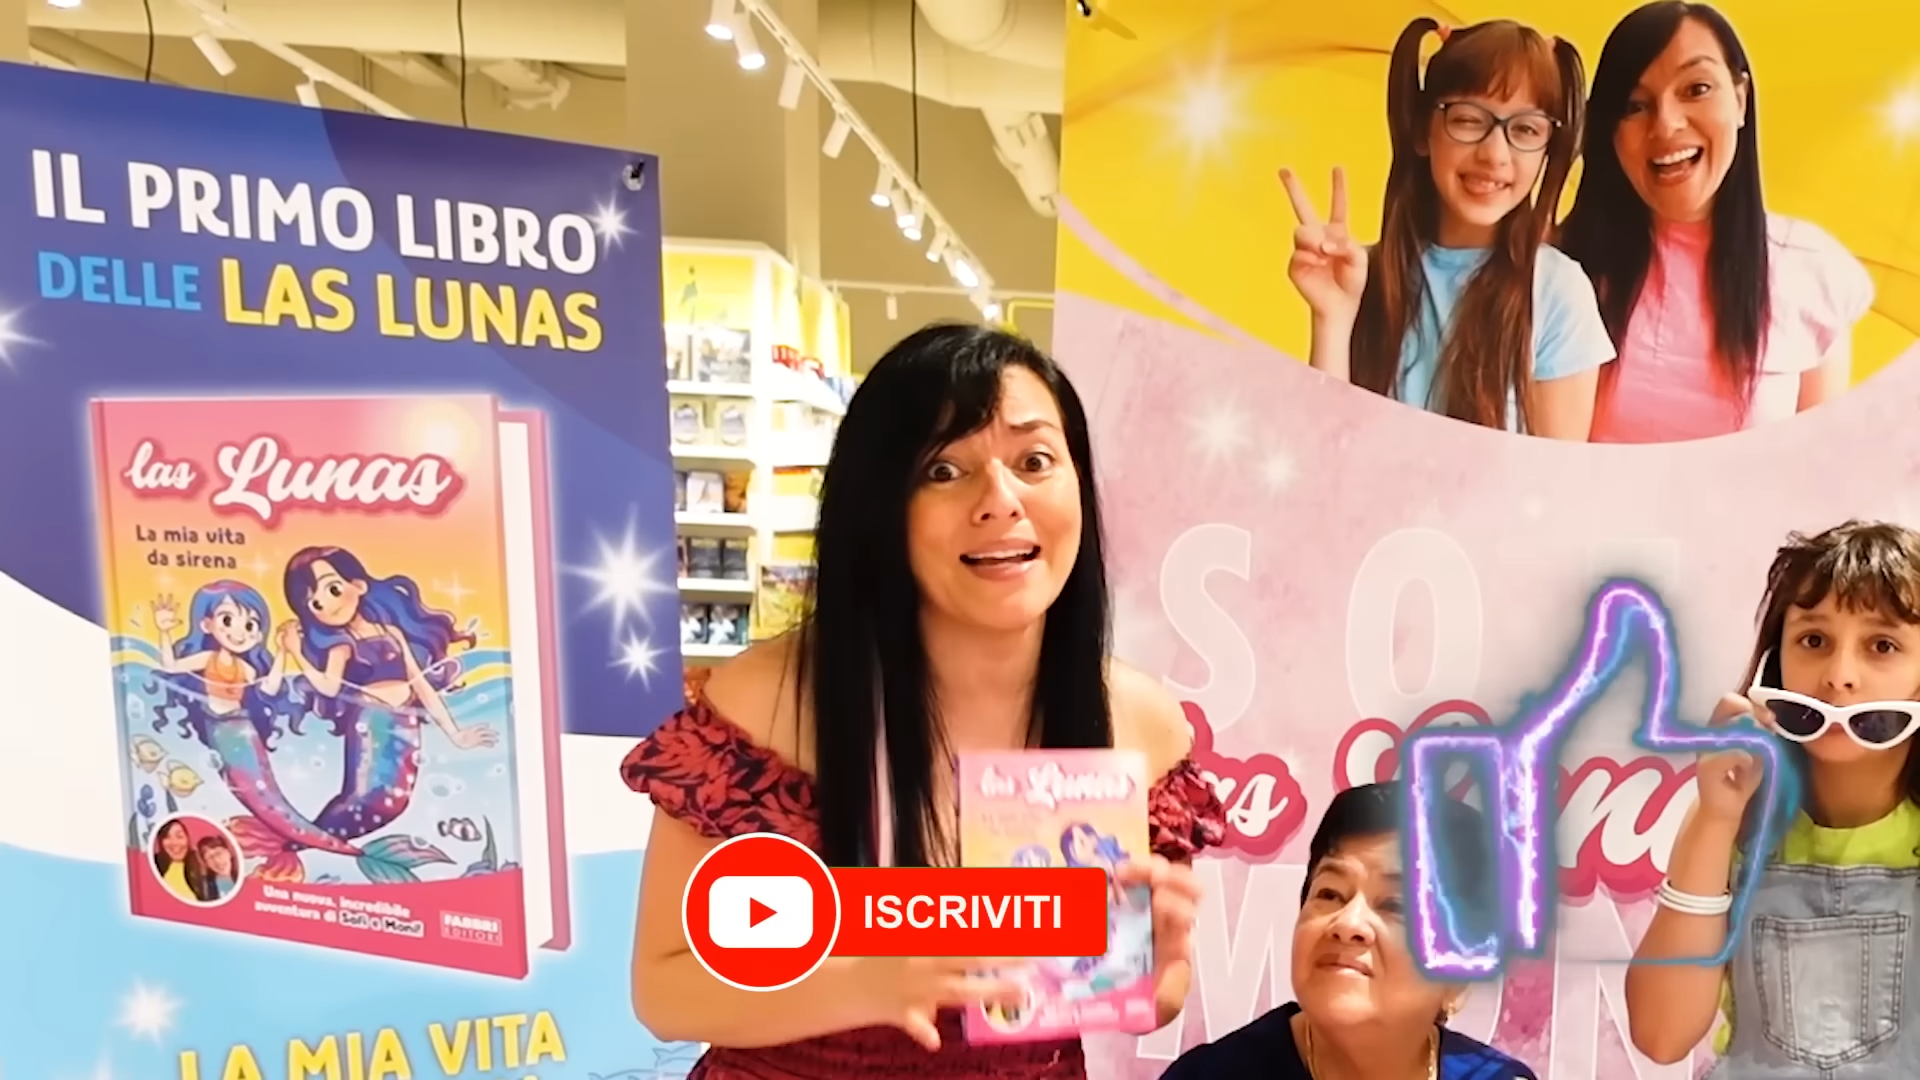 IL PRIMO LIBRO
DELLE LAS LUNAS
las Lunas
La mia vita
da sirena
Una nuova, incredibile
avventura di Sofi e Moni!
FABBRI
EDITORI
LA MIA VITA
las Lunas
ISCRIVITI
SO